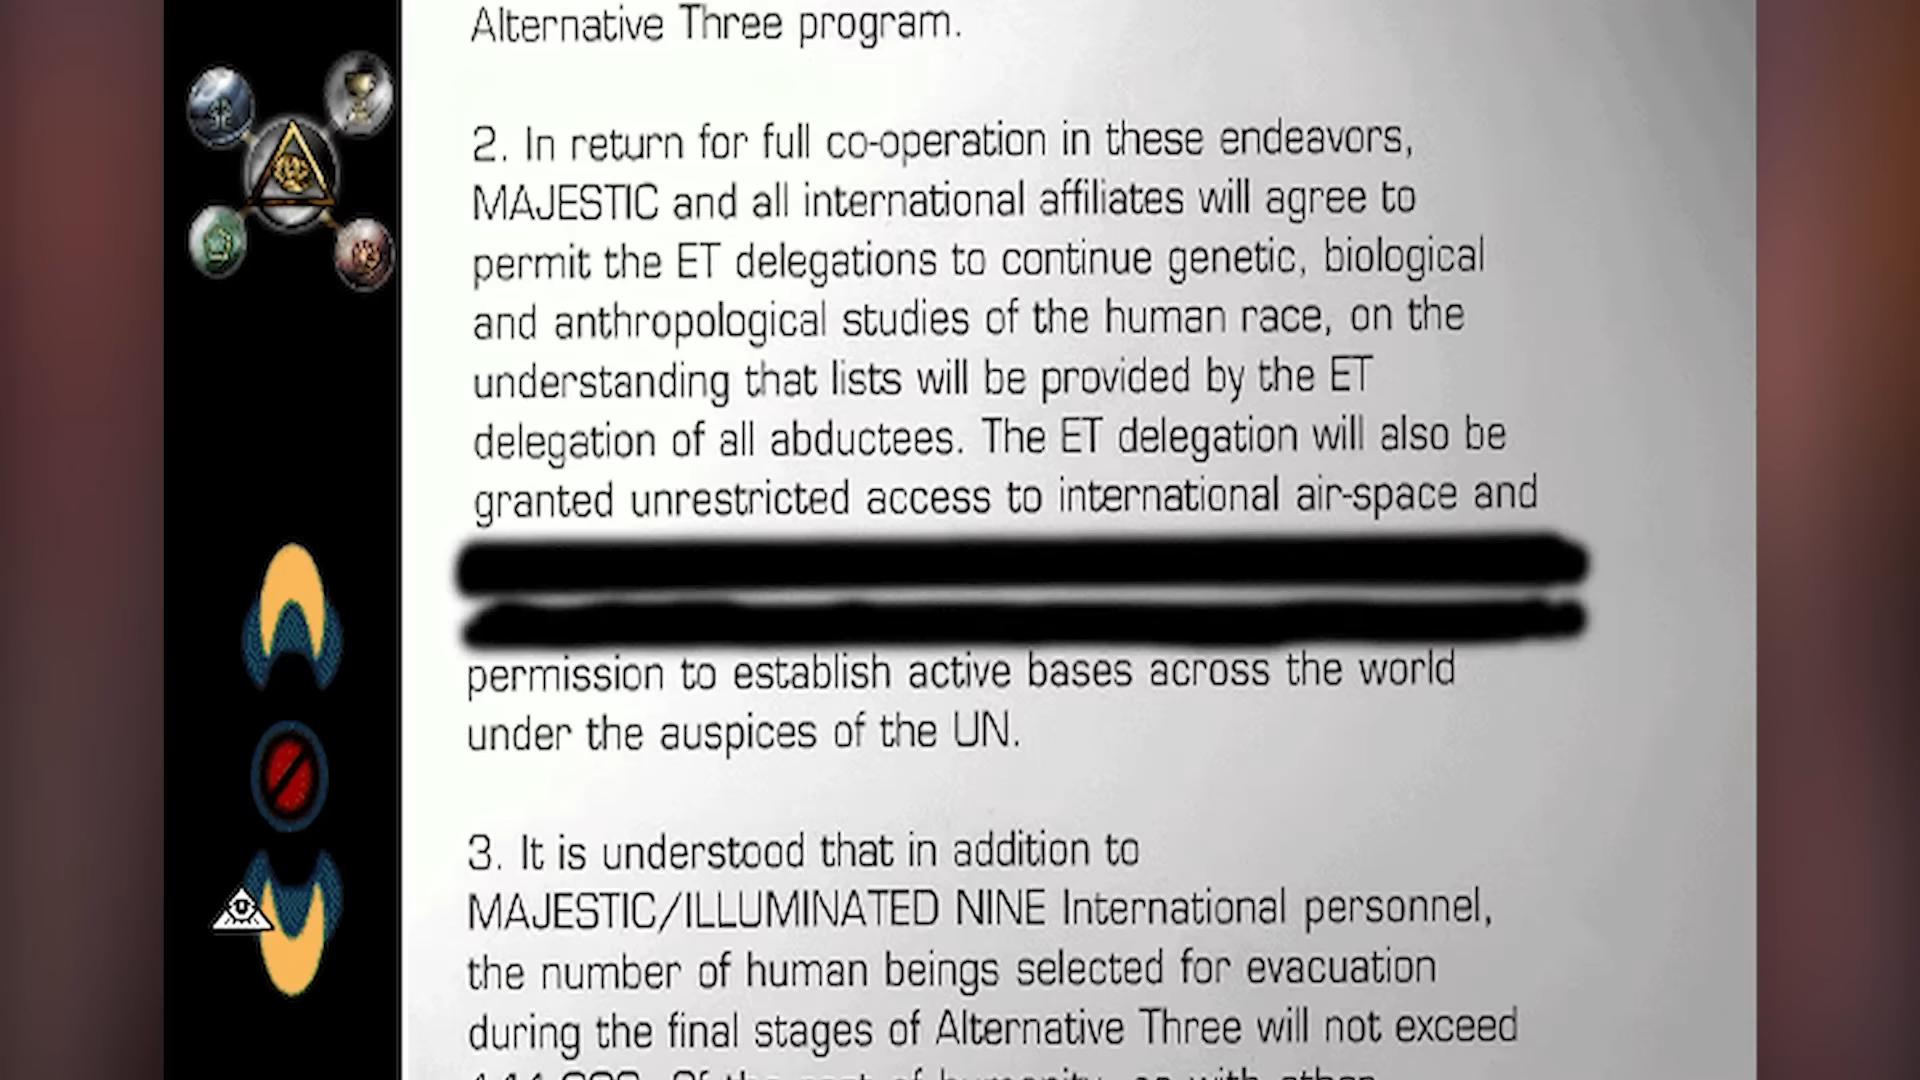 Alternative Three program.
2. In return for full co-operation in these endeavors,
MAJESTIC and all international affiliates will agree to
permit the ET delegations to continue genetic, biological
and anthropological studies of the human race, on the
understanding that lists will be provided by the ET
delegation of all abductees. The ET delegation will also be
granted unrestricted access to international air-space and
permission to establish active bases across the world
under the auspices of the UN.
3. It is understood that in addition to
MAJESTIC/ILLUMINATED NINE International personnel,
the number of human beings selected for evacuation
during the final stages of Alternative Three will not exceed